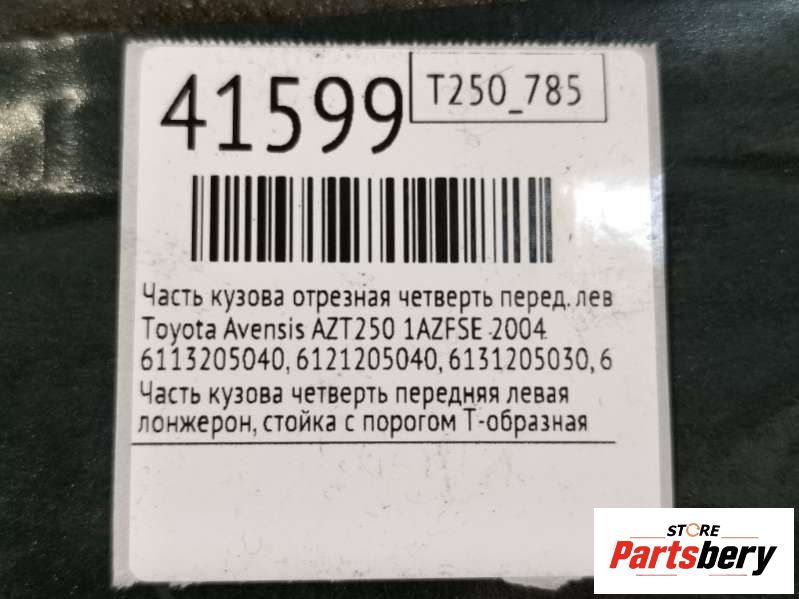 41599
T250_785
Часть кузова отрезная четверть перед. лев
Toyota Avensis AZT250 1AZFSE 2004
6113205040, 6121205040, 6131205030, 6
Часть кузова четверть передняя левая
лонжерон, стойка с порогом Т-образная
STORE
Partsbery